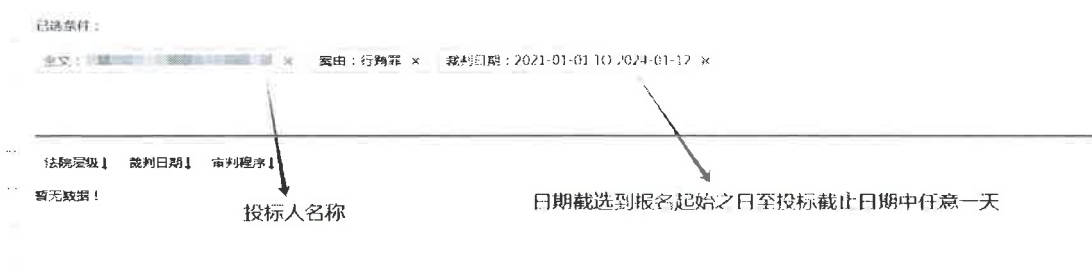 已选条件：
全文： × 案由：行贿罪 × 裁判日期：2021-01-01 TO 2024-01-12 ×
法院层级↓ 裁判日期↓ 审判程序↓
暂无数据！
投标人名称
日期截选到报名起始之日至投标截止日期中任意一天